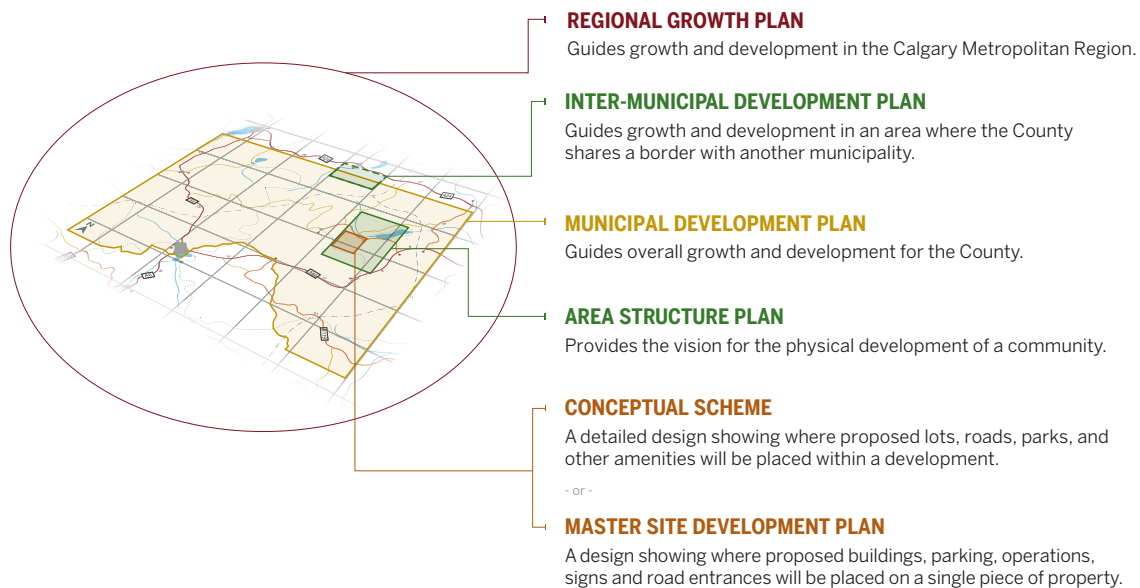 REGIONAL GROWTH PLAN
Guides growth and development in the Calgary Metropolitan Region.
INTER-MUNICIPAL DEVELOPMENT PLAN
Guides growth and development in an area where the County
shares a border with another municipality.
MUNICIPAL DEVELOPMENT PLAN
Guides overall growth and development for the County.
AREA STRUCTURE PLAN
Provides the vision for the physical development of a community.
CONCEPTUAL SCHEME
A detailed design showing where proposed lots, roads, parks, and
other amenities will be placed within a development.
- or -
MASTER SITE DEVELOPMENT PLAN
A design showing where proposed buildings, parking, operations,
signs and road entrances will be placed on a single piece of property.
N